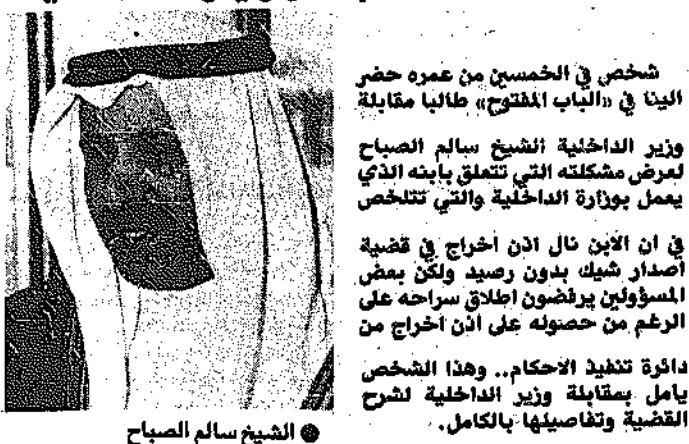 شخص في الخمسين من عمره حضر
الينا في «الباب المفتوح» طالبا مقابلة
وزير الداخلية الشيخ سالم الصباح
لعرض مشكلته التي تتعلق بابنه الذي
يعمل بوزارة الداخلية والتي تتلخص
في ان الابن نال اذن اخراج في قضية
اصدار شيك بدون رصيد ولكن بعض
المسؤولين يرفضون اطلاق سراحه على
الرغم من حصوله على اذن اخراج من
دائرة تنفيذ الاحكام.. وهذا الشخص
يامل بمقابلة وزير الداخلية لشرح
القضية وتفاصيلها بالكامل.
● الشيخ سالم الصباح